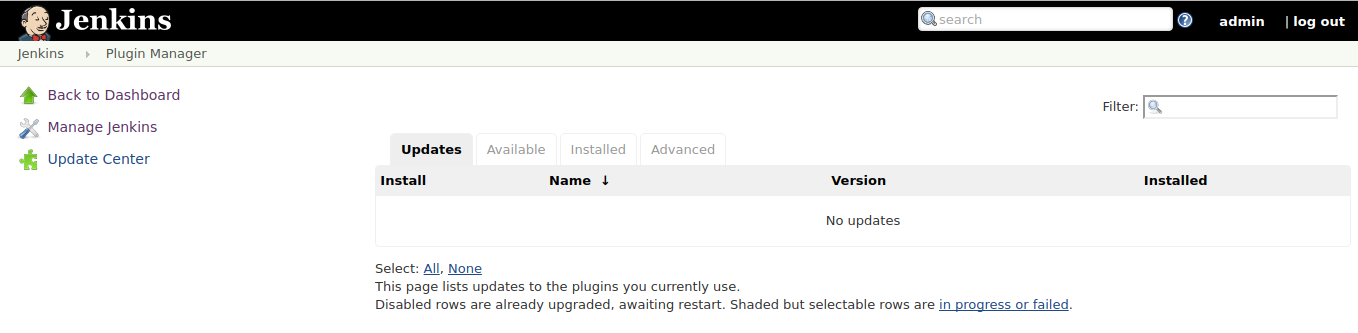 Jenkins
search
admin
| log out
Jenkins
Plugin Manager
Back to Dashboard
Manage Jenkins
Update Center
Filter:
Updates Available Installed Advanced
Install Name ↓ Version Installed
No updates
Select: All, None
This page lists updates to the plugins you currently use.
Disabled rows are already upgraded, awaiting restart. Shaded but selectable rows are in progress or failed.